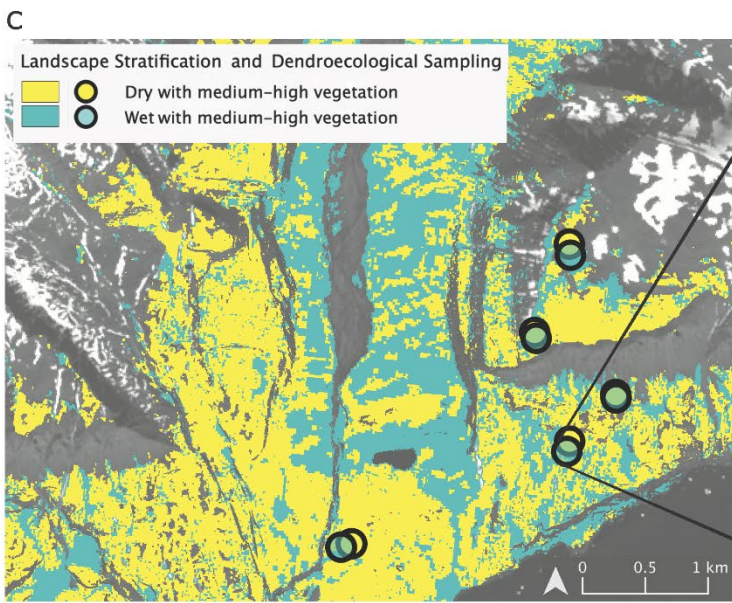 C
Landscape Stratification and Dendroecological Sampling
Dry with medium-high vegetation
Wet with medium-high vegetation
0 0.5 1 km